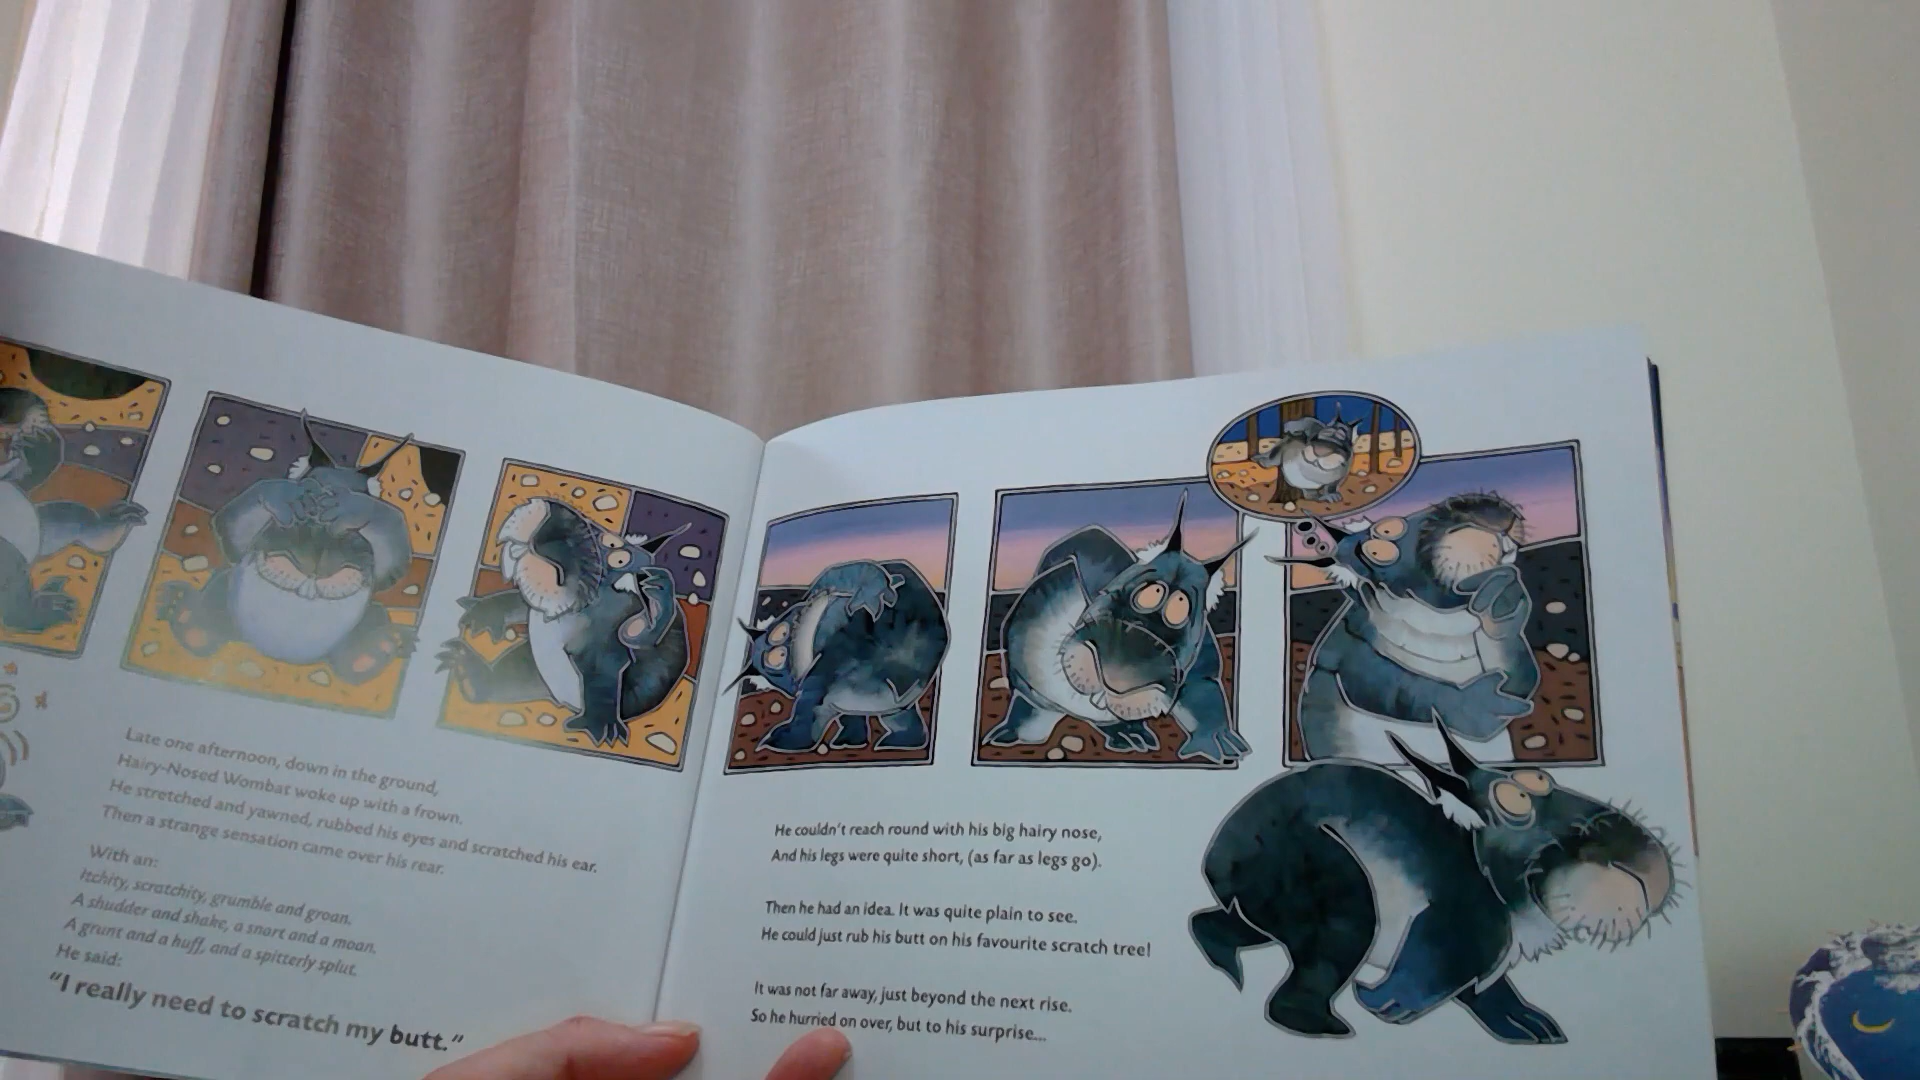 Late one afternoon, down in the ground,
Hairy-Nosed Wombat woke up with a frown.
He stretched and yawned, rubbed his eyes and scratched his ear.
Then a strange sensation came over his rear.
With an:
Itchity, scratchity, grumble and groan.
A shudder and shake, a snort and a moan.
A grunt and a huff, and a spitterly splut.
He said:
"I really need to scratch my butt."
He couldn't reach round with his big hairy nose,
And his legs were quite short, (as far as legs go).
Then he had an idea. It was quite plain to see.
He could just rub his butt on his favourite scratch tree!
It was not far away, just beyond the next rise.
So he hurried on over, but to his surprise...